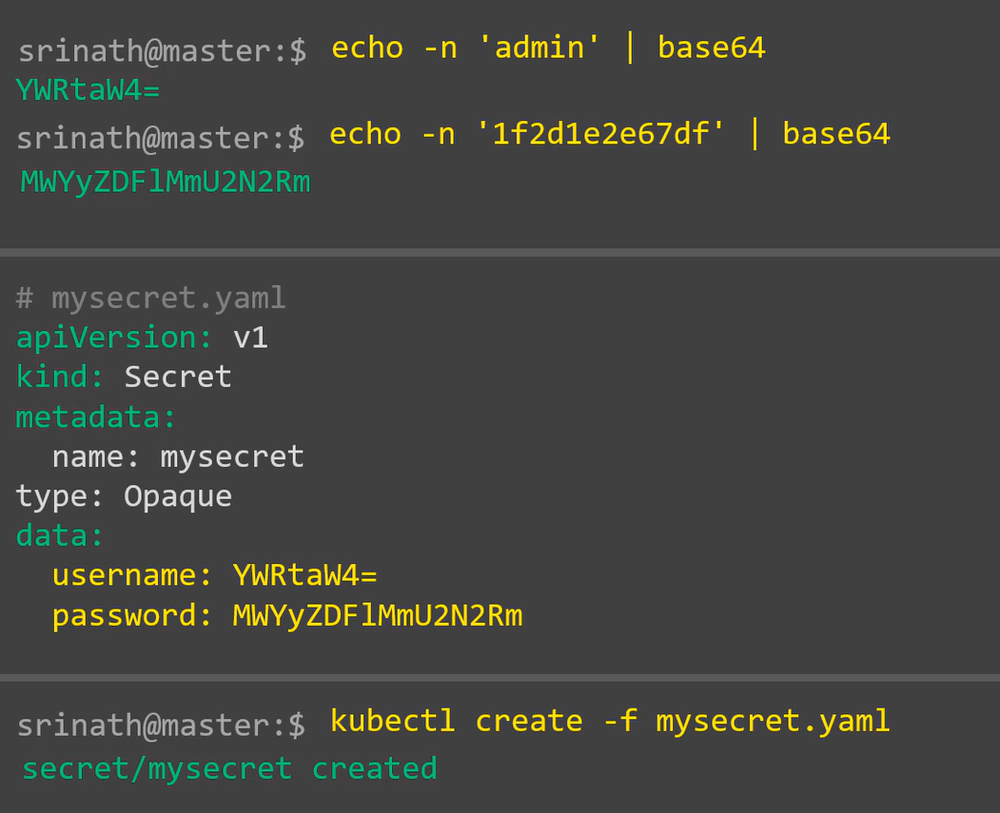 srinath@master:$ echo -n 'admin' | base64
YWRtaW4=
srinath@master:$ echo -n '1f2d1e2e67df' | base64
MWYyZDFlMmU2N2Rm
# mysecret.yaml
apiVersion: v1
kind: Secret
metadata:
  name: mysecret
type: Opaque
data:
  username: YWRtaW4=
  password: MWYyZDFlMmU2N2Rm
srinath@master:$ kubectl create -f mysecret.yaml
secret/mysecret created